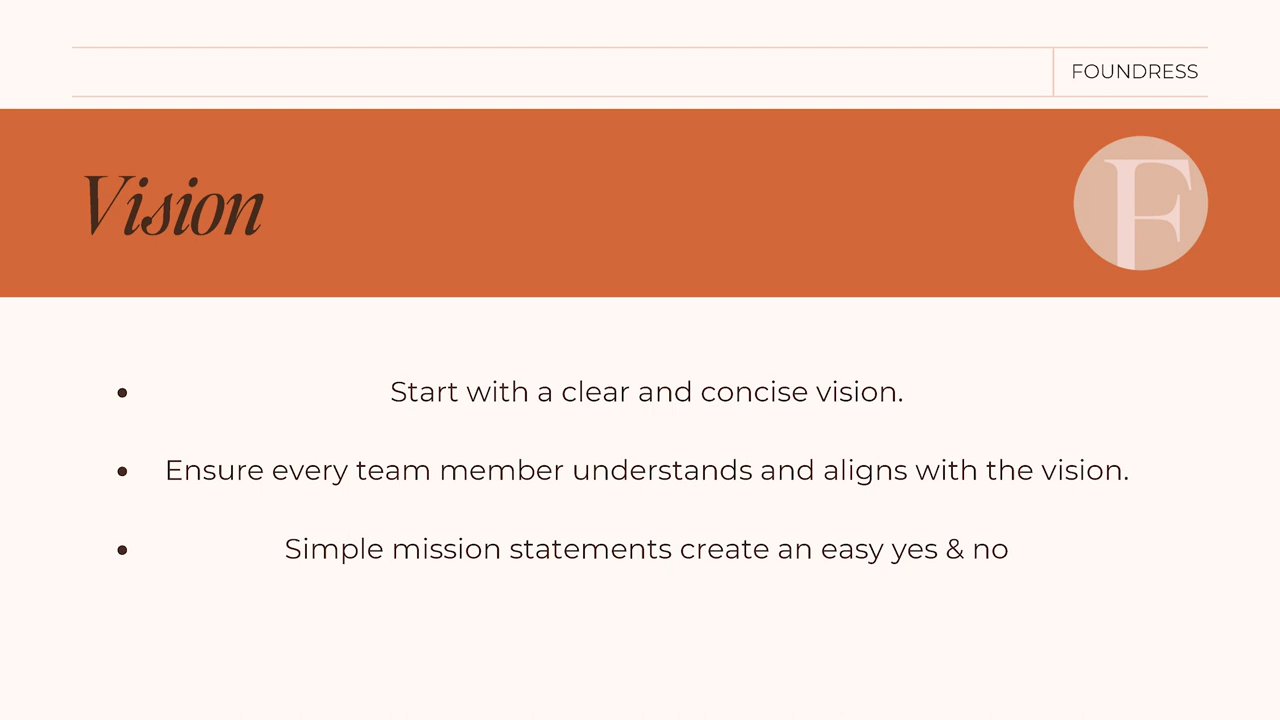 FOUNDRESS
Vision
F
• Start with a clear and concise vision.
• Ensure every team member understands and aligns with the vision.
• Simple mission statements create an easy yes & no